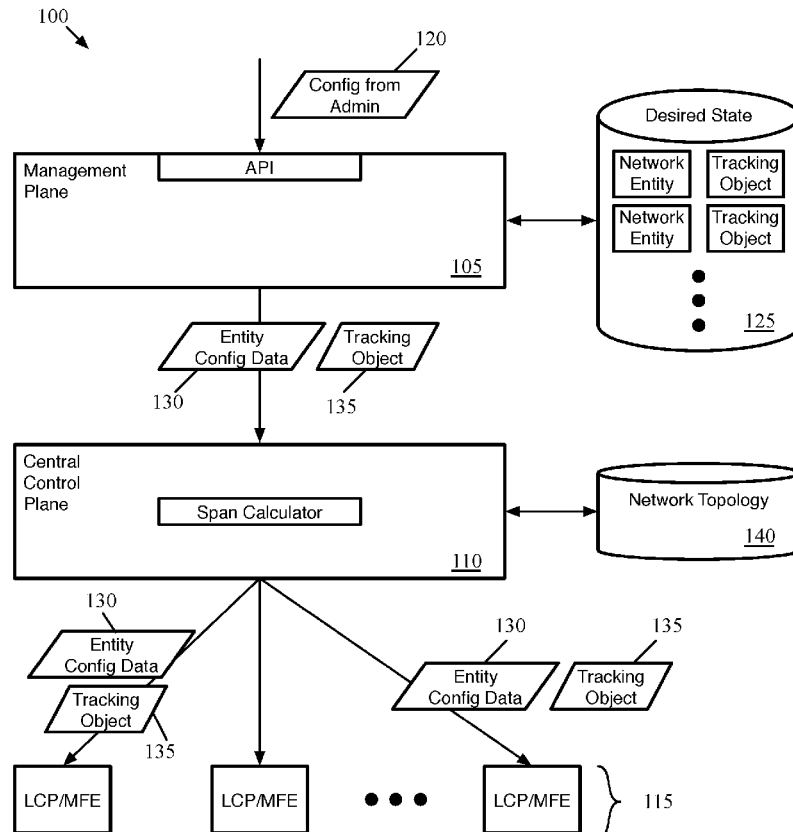 100
120
Config from
Admin
Desired State
Management
Plane
API
Network
Entity
Tracking
Object
Network
Entity
Tracking
Object
105
125
Entity
Config Data
Tracking
Object
130
135
Central
Control
Plane
Span Calculator
Network Topology
110
140
130
Entity
Config Data
Tracking
Object
135
130
135
Entity
Config Data
Tracking
Object
LCP/MFE
LCP/MFE
LCP/MFE
115